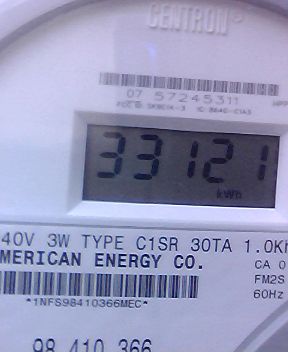 CENTRON®
07 57245311
33121
kWh
40V 3W TYPE C1SR 30TA 1.0Kh
MERICAN ENERGY CO.
CA 0
FM2S
60Hz
*1NFS98410366MEC*
98 410 366